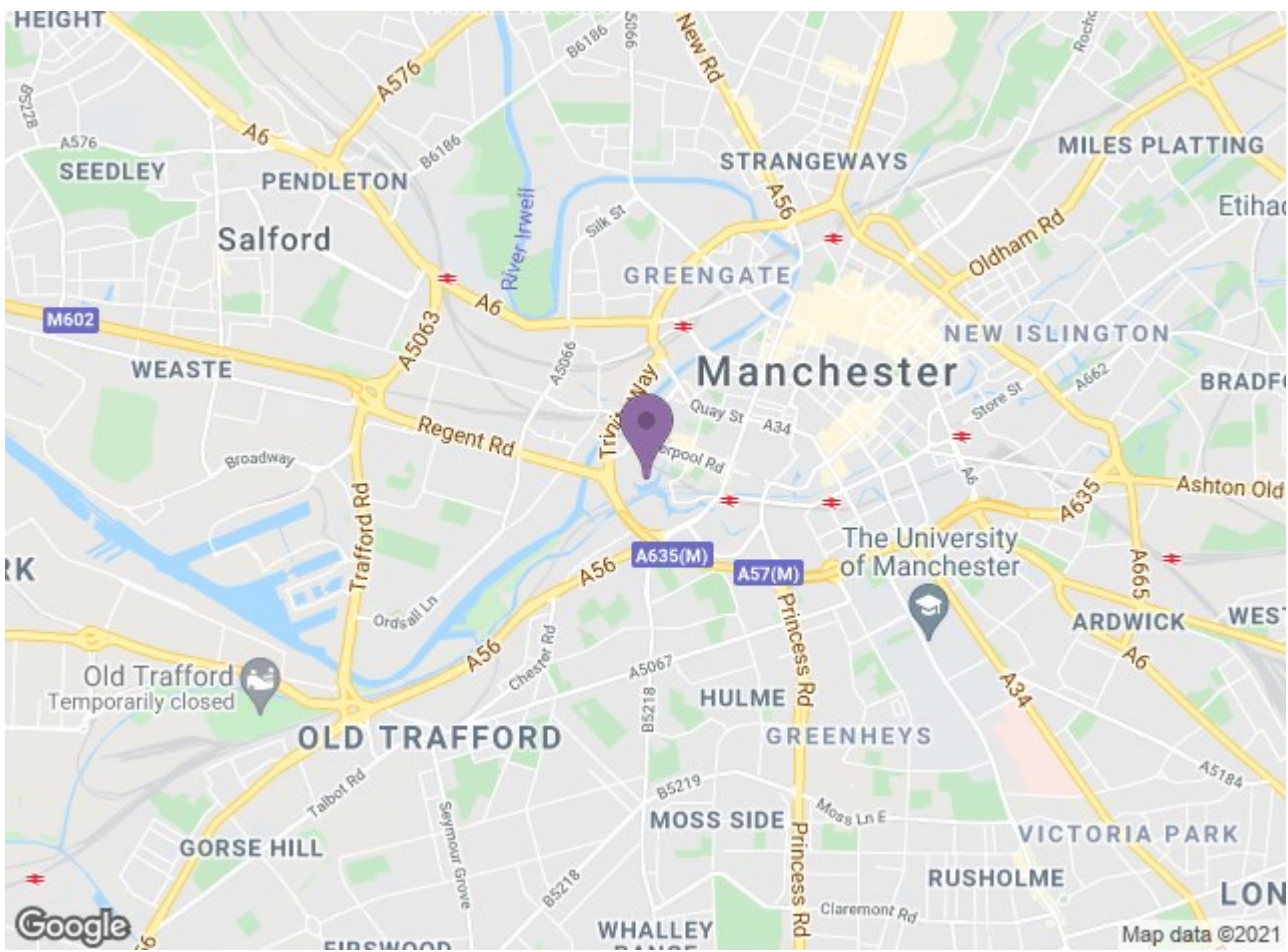 HEIGHT
A5066
B6186
New Rd
B5228
A576
A6
A576
B6186
SEEDLEY
PENDLETON
STRANGEWAYS
MILES PLATTING
A56
Etihad
Salford
River Irwell
Silk St
Oldham Rd
GREENGATE
A6
M602
A5063
A5066
NEW ISLINGTON
WEASTE
Manchester
A662
Store St
Quay St
A34
Regent Rd
Broadway
A6
Ashton Old
A635
Trafford Rd
A635(M)
The University
of Manchester
A56
A57(M)
A665
Ordsall Ln
Princess Rd
ARDWICK
WEST
Chester Rd
A56
A5067
A6
Old Trafford
Temporarily closed
B5218
HULME
A34
OLD TRAFFORD
GREENHEYS
Talbot Rd
B5219
A5184
MOSS SIDE
Moss Ln E
Seymour Grove
VICTORIA PARK
GORSE HILL
Princess Rd
B5218
RUSHOLME
Claremont Rd
Google
WHALLEY
Map data ©2021